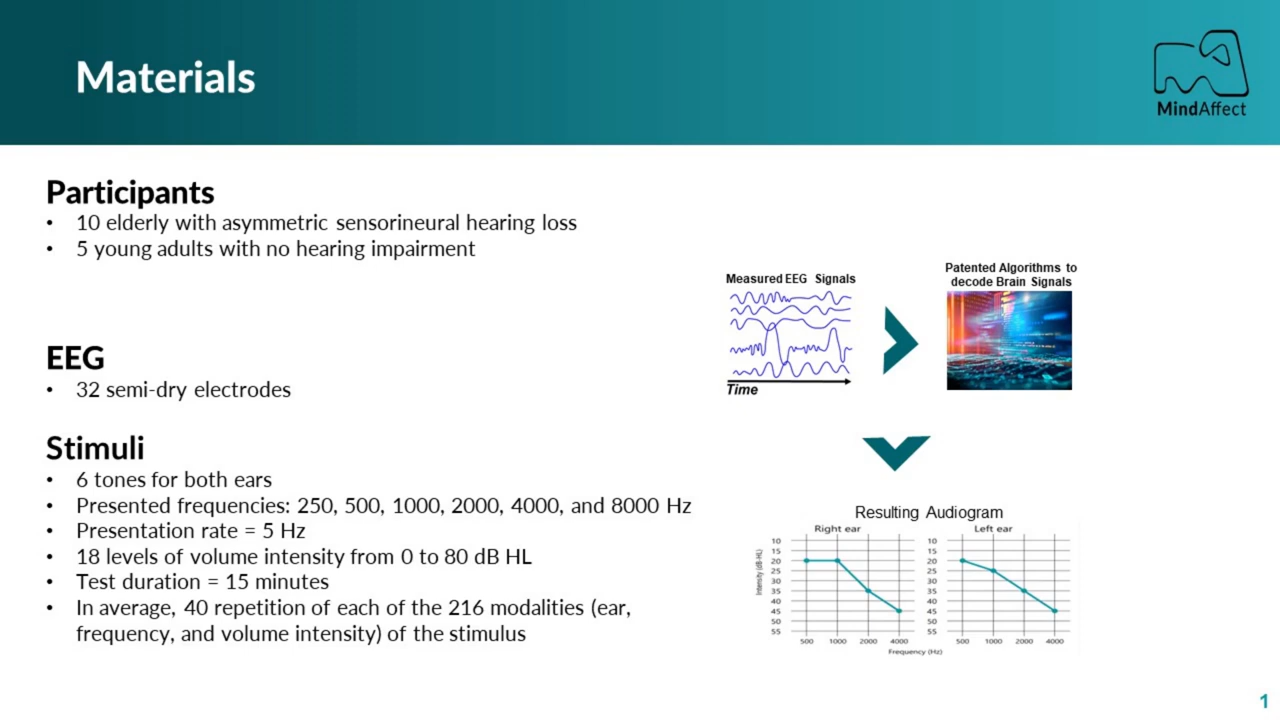 Materials
MindAffect
Participants
• 10 elderly with asymmetric sensorineural hearing loss
• 5 young adults with no hearing impairment
EEG
• 32 semi-dry electrodes
Stimuli
• 6 tones for both ears
• Presented frequencies: 250, 500, 1000, 2000, 4000, and 8000 Hz
• Presentation rate = 5 Hz
• 18 levels of volume intensity from 0 to 80 dB HL
• Test duration = 15 minutes
• In average, 40 repetition of each of the 216 modalities (ear,
frequency, and volume intensity) of the stimulus
Measured EEG Signals
Time
Patented Algorithms to
decode Brain Signals
Resulting Audiogram
Right ear
Intensity (dB-HL)
10
15
20
25
30
35
40
45
50
55
500 1000 2000 4000
Left ear
10
15
20
25
30
35
40
45
50
55
500 1000 2000 4000
Frequency (Hz)
1